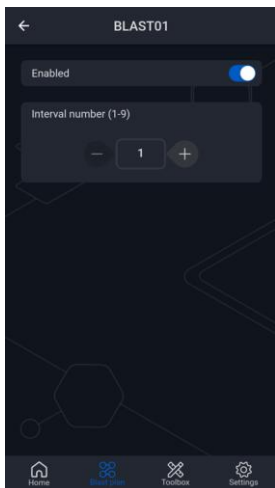 BLAST01
Enabled
Interval number (1-9)
1
Home Blast plan Toolbox Settings